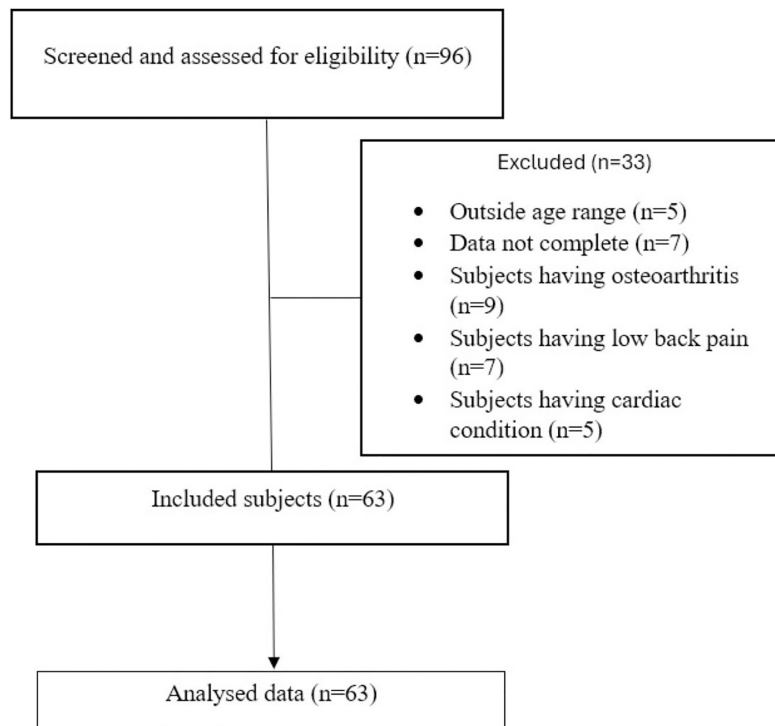 Screened and assessed for eligibility (n=96)
Excluded (n=33)
• Outside age range (n=5)
• Data not complete (n=7)
• Subjects having osteoarthritis
(n=9)
• Subjects having low back pain
(n=7)
• Subjects having cardiac
condition (n=5)
Included subjects (n=63)
Analysed data (n=63)